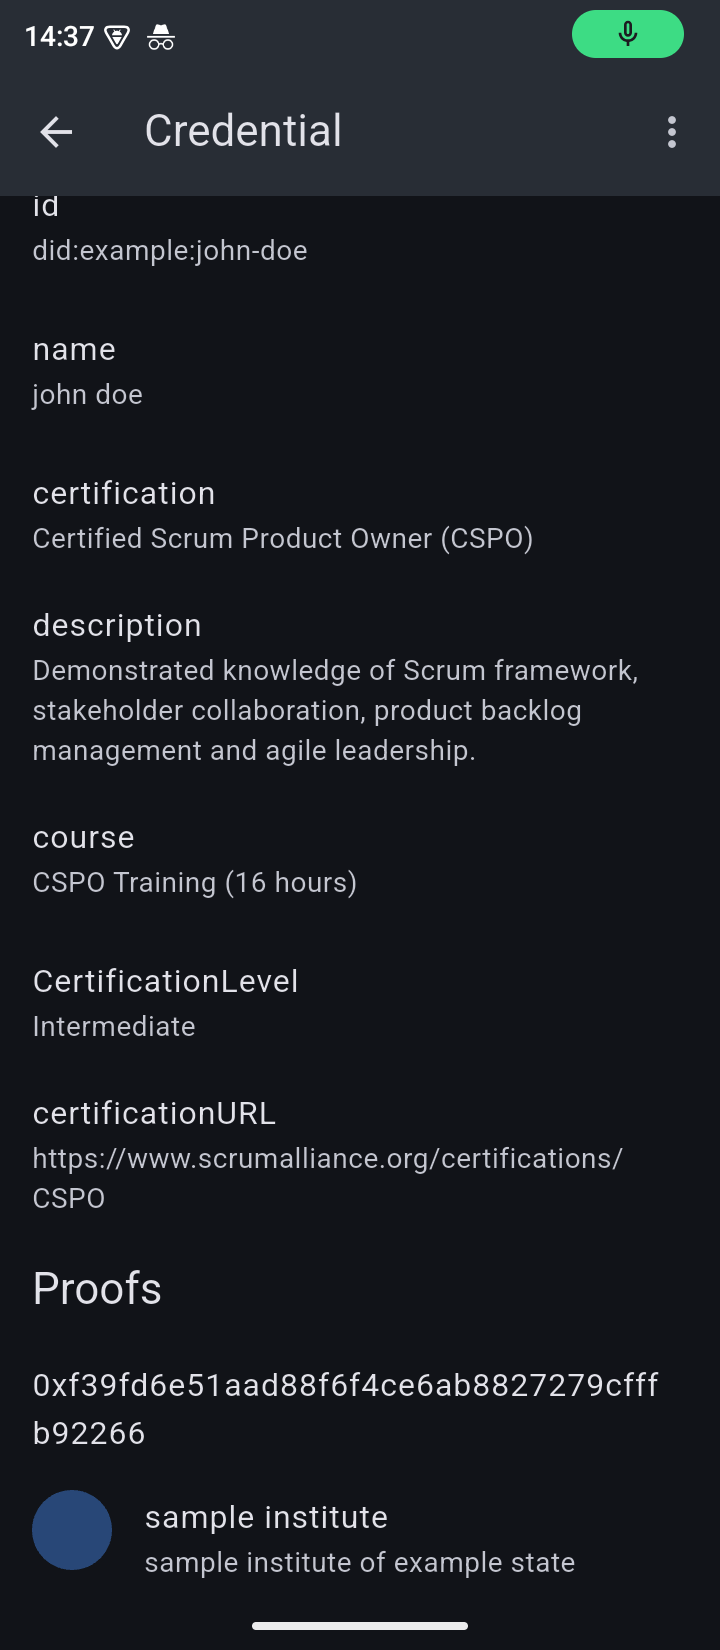 14:37
Credential
id
did:example:john-doe
name
john doe
certification
Certified Scrum Product Owner (CSPO)
description
Demonstrated knowledge of Scrum framework,
stakeholder collaboration, product backlog
management and agile leadership.
course
CSPO Training (16 hours)
CertificationLevel
Intermediate
certificationURL
https://www.scrumalliance.org/certifications/
CSPO
Proofs
0xf39fd6e51aad88f6f4ce6ab8827279cfff
b92266
sample institute
sample institute of example state